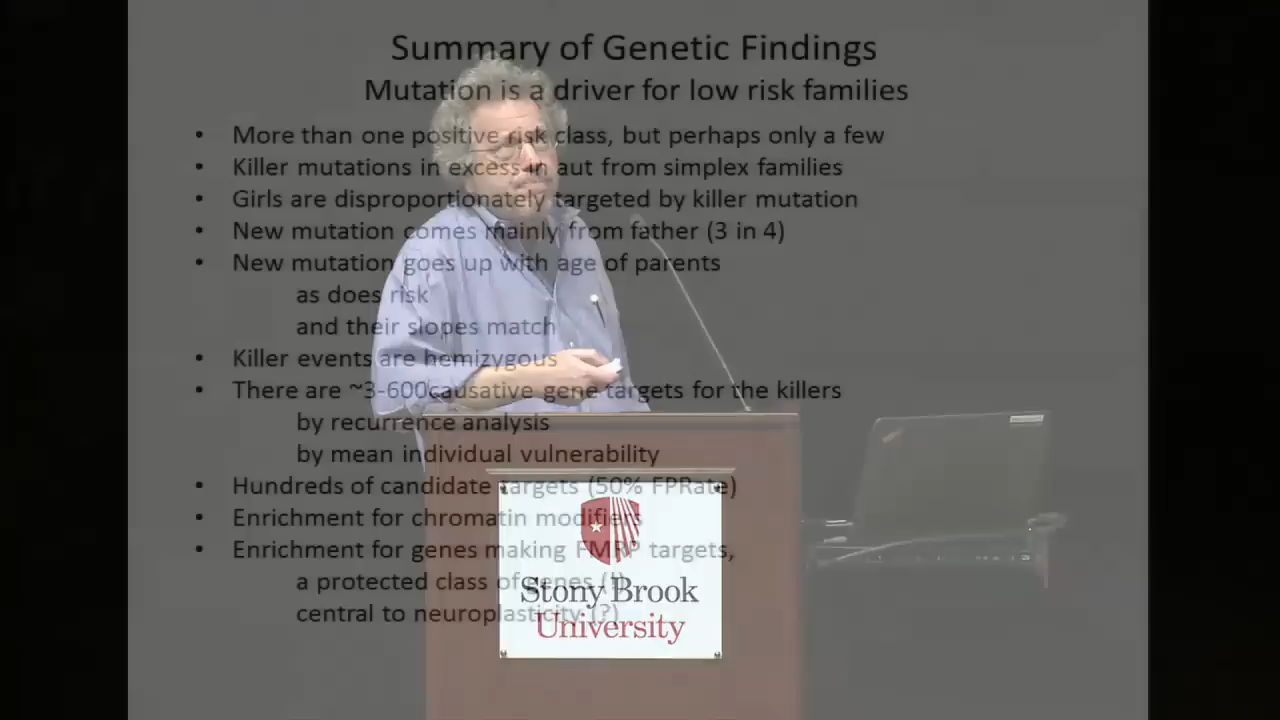 Summary of Genetic Findings
Mutation is a driver for low risk families
• More than one positive risk class, but perhaps only a few
• Killer mutations in excess in aut from simplex families
• Girls are disproportionately targeted by killer mutation
• New mutation comes mainly from father (3 in 4)
• New mutation goes up with age of parents
as does risk
and their slopes match
• Killer events are hemizygous
• There are ~3-600causative gene targets for the killers
by recurrence analysis
by mean individual vulnerability
• Hundreds of candidate targets (50% FPRate)
• Enrichment for chromatin modifiers
• Enrichment for genes making FMRP targets,
a protected class of genes (!)
central to neuroplasticity (?)
Stony Brook
University